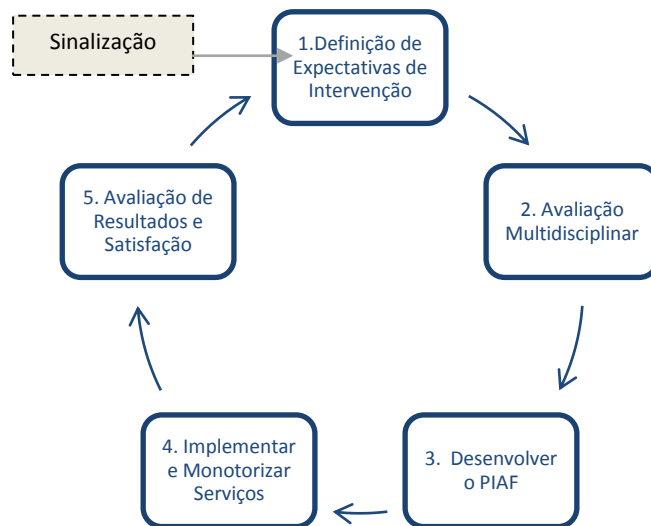 Sinalização
1.Definição de
Expectativas de
Intervenção
2. Avaliação
Multidisciplinar
3. Desenvolver
o PIAF
4. Implementar
e Monotorizar
Serviços
5. Avaliação de
Resultados e
Satisfação